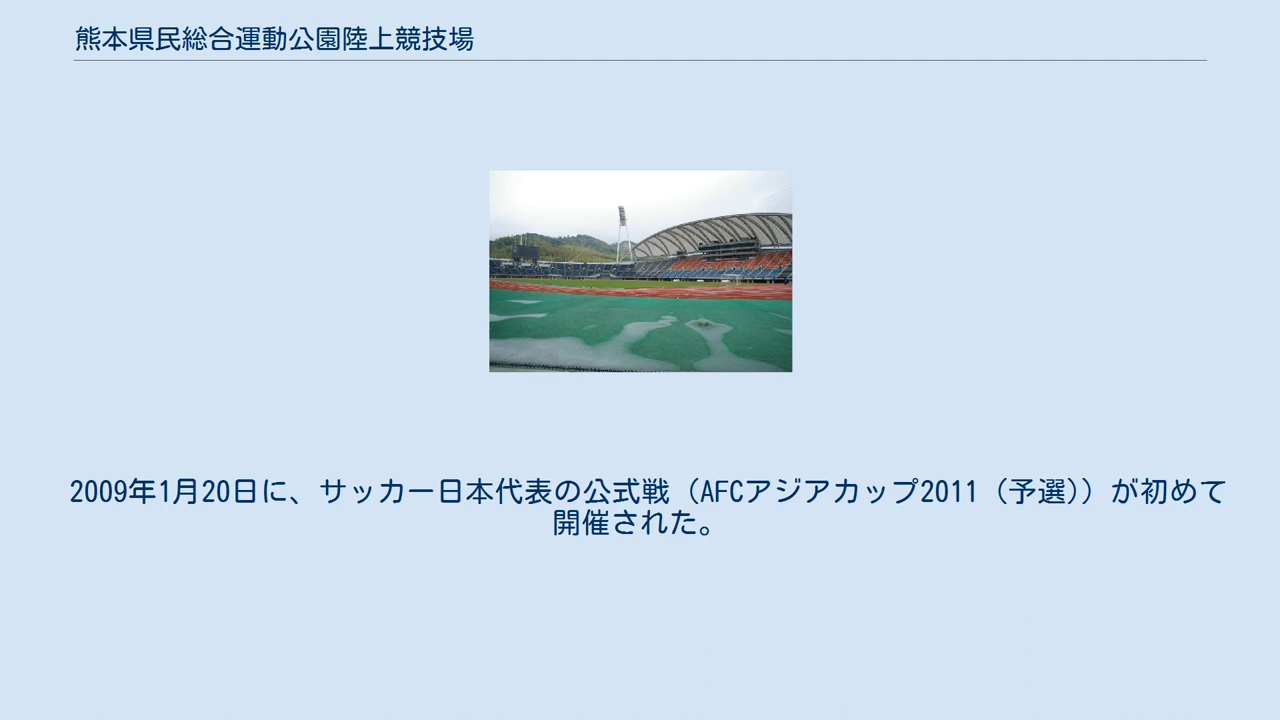 熊本県民総合運動公園陸上競技場
2009年1月20日に、サッカー日本代表の公式戦（AFCアジアカップ2011（予選））が初めて
開催された。